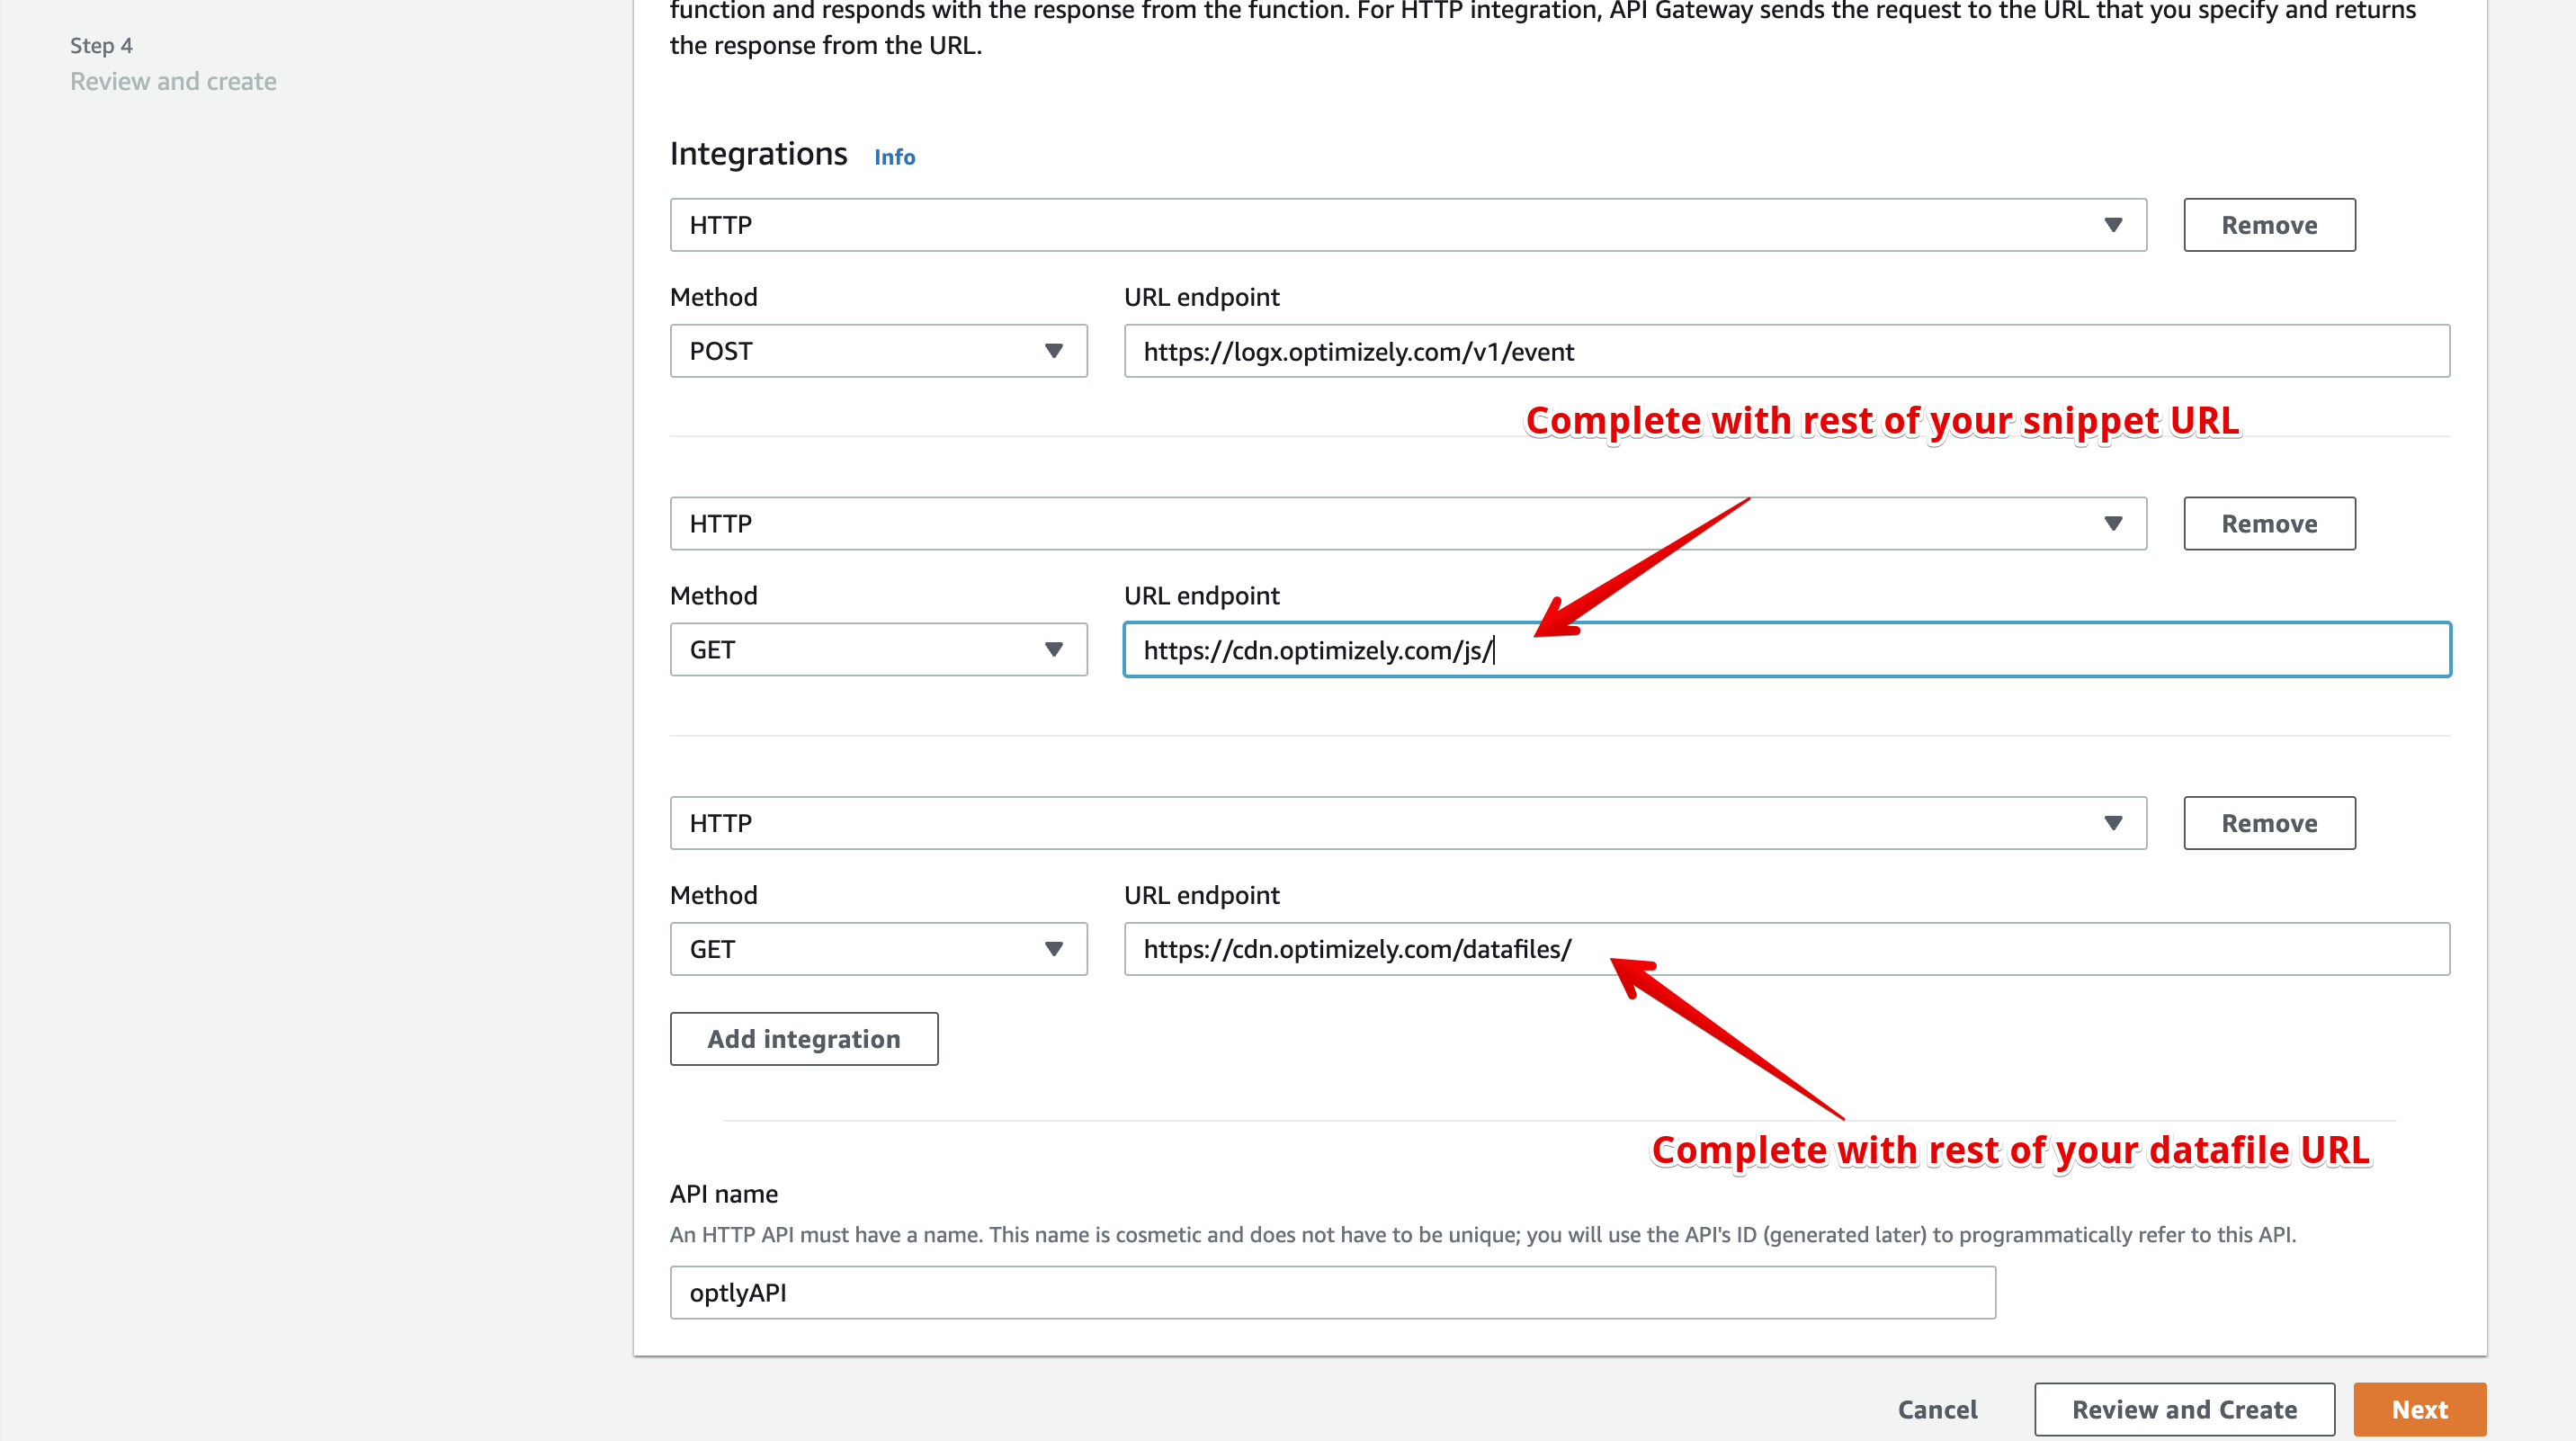 function and responds with the response from the function. For HTTP integration, API Gateway sends the request to the URL that you specify and returns
the response from the URL.
Step 4
Review and create
Integrations Info
HTTP
Remove
Method
URL endpoint
POST
https://logx.optimizely.com/v1/event
Complete with rest of your snippet URL
HTTP
Remove
Method
URL endpoint
GET
https://cdn.optimizely.com/js/
HTTP
Remove
Method
URL endpoint
GET
https://cdn.optimizely.com/datafiles/
Add integration
Complete with rest of your datafile URL
API name
An HTTP API must have a name. This name is cosmetic and does not have to be unique; you will use the API's ID (generated later) to programmatically refer to this API.
optlyAPI
Cancel
Review and Create
Next